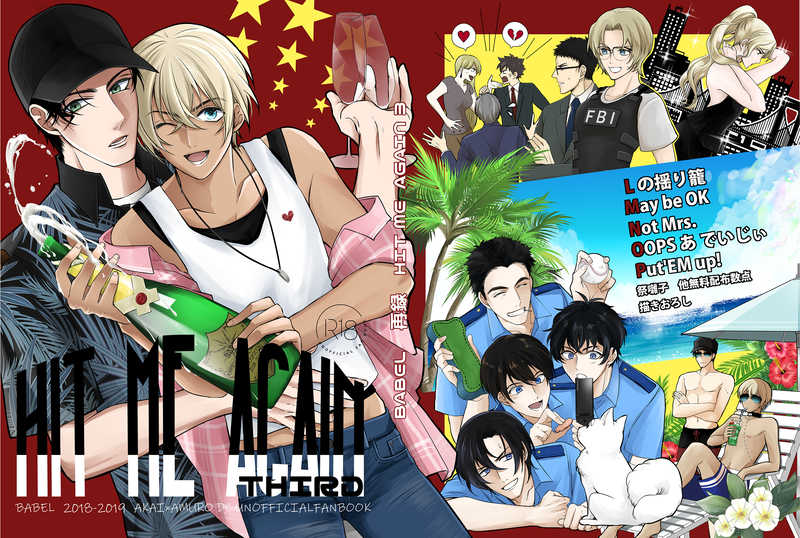 HIT ME AGAIN
THIRD
BABEL 2018-2019 AKAI×AMURO
UNOFFICIALFANBOOK
R18
BABEL 再録 HIT ME AGAIN 3
FBI
Lの揺り籠
May be OK
Not Mrs.
OOPS あ でいじぃ
Put'EM up!
祭囃子 他無料配布数点
描きおろし